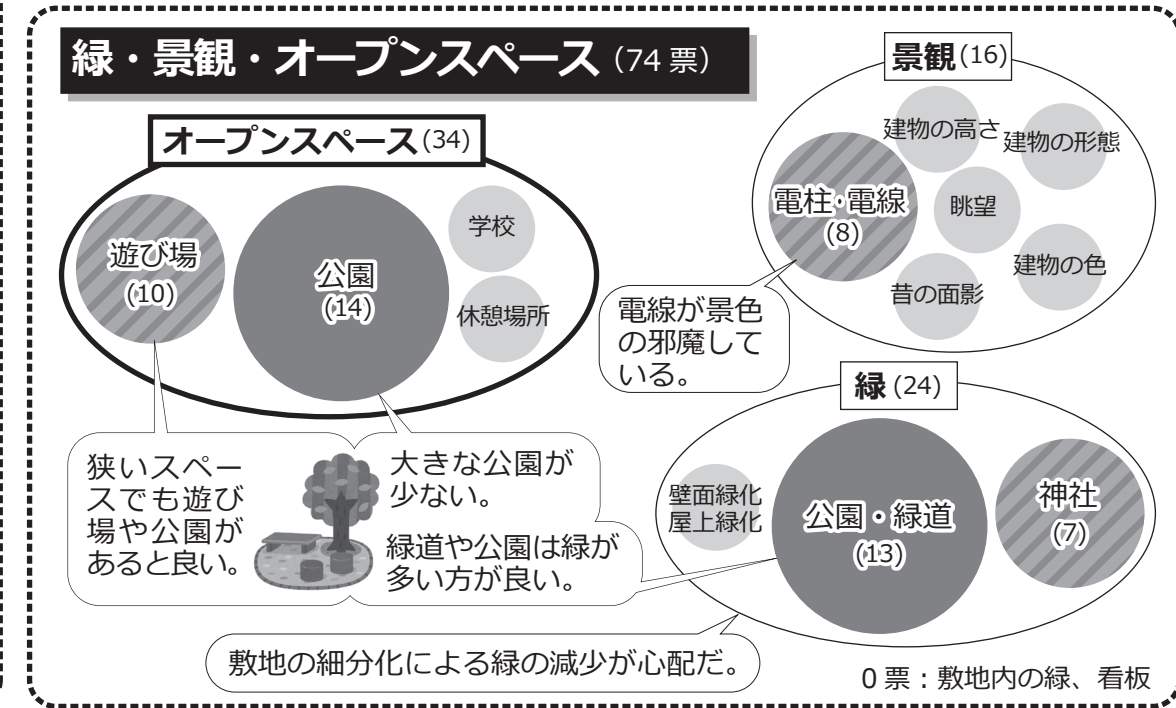 緑・景観・オープンスペース（74 票）
オープンスペース(34)
遊び場
(10)
公園
(14)
学校
休憩場所
狭いスペー
スでも遊び
場や公園が
あると良い。
大きな公園が
少ない。
緑道や公園は緑が
多い方が良い。
景観(16)
建物の高さ
建物の形態
電柱・電線
(8)
眺望
建物の色
昔の面影
電線が景色
の邪魔して
いる。
緑 (24)
壁面緑化
屋上緑化
公園・緑道
(13)
神社
(7)
敷地の細分化による緑の減少が心配だ。
0 票：敷地内の緑、看板